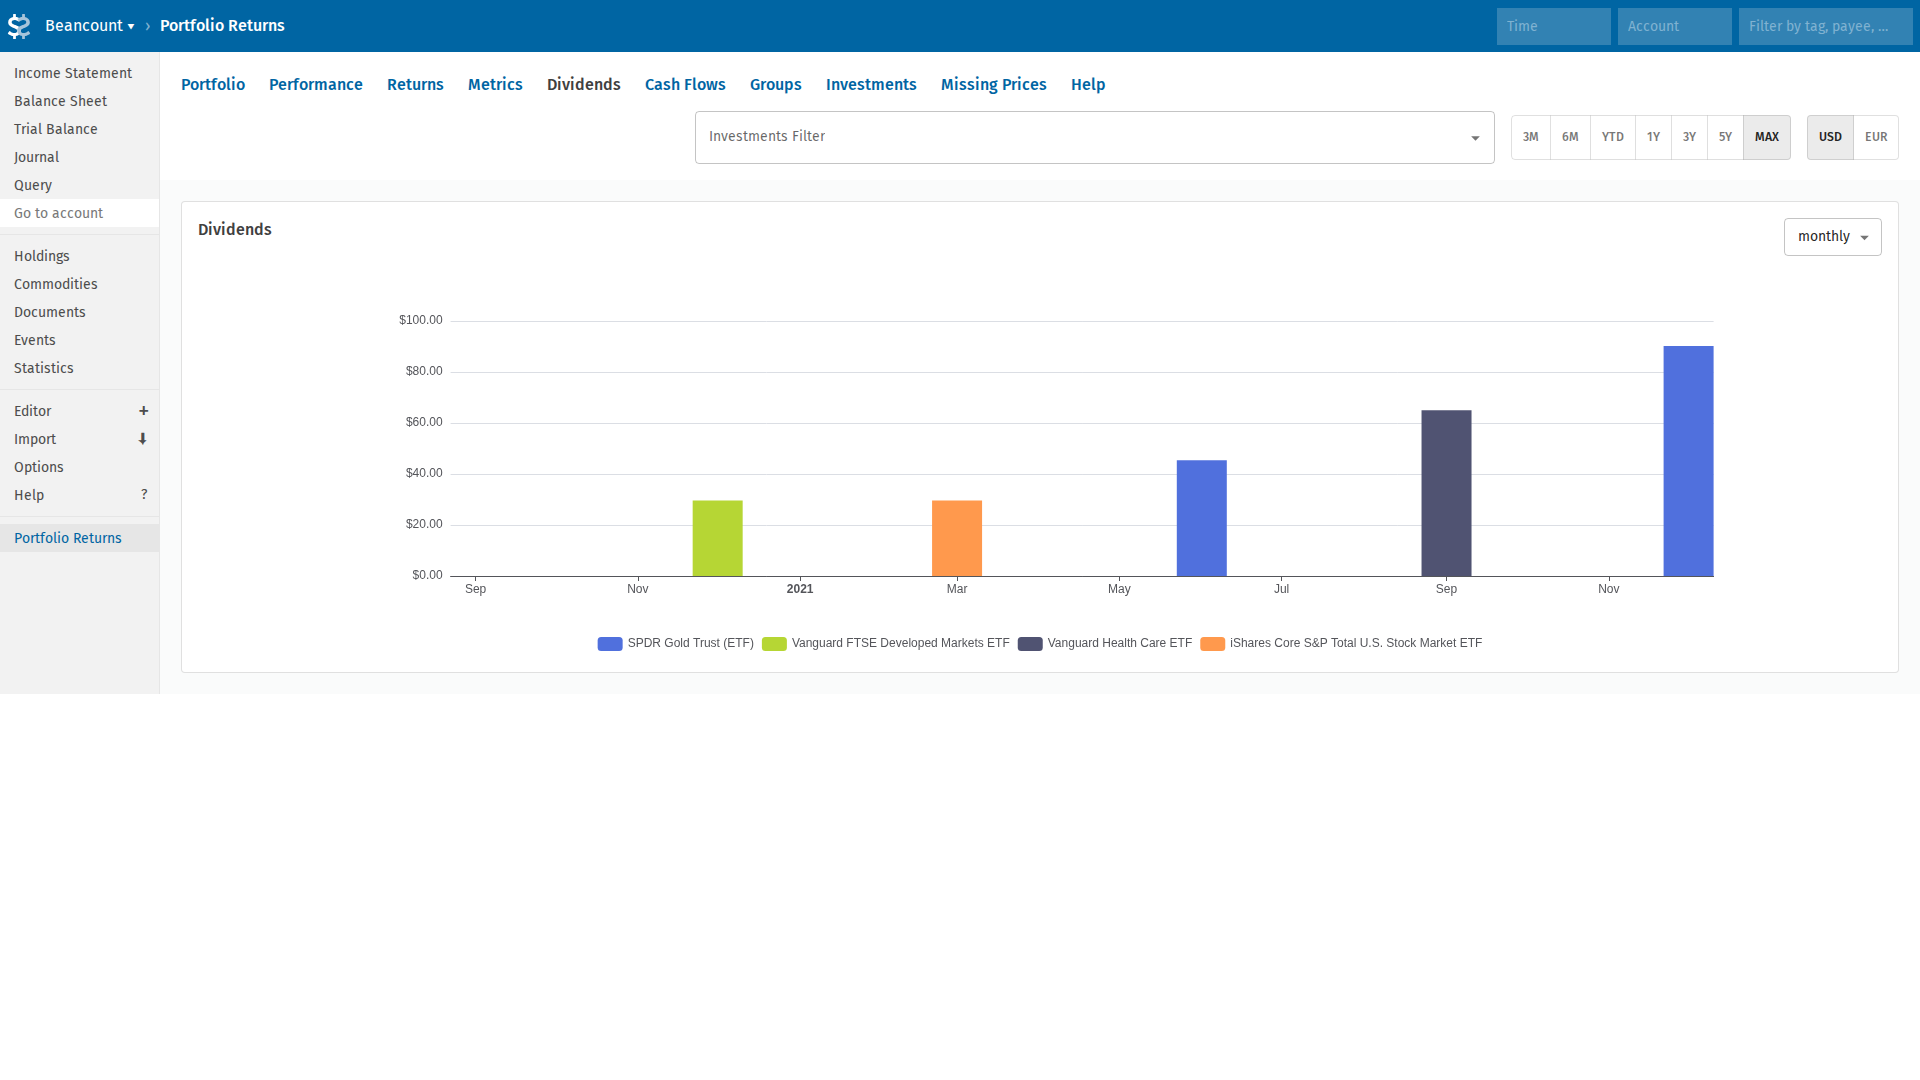 Beancount ▾ › Portfolio Returns
Time
Account
Filter by tag, payee, ...
Income Statement
Balance Sheet
Trial Balance
Journal
Query
Go to account
Holdings
Commodities
Documents
Events
Statistics
Editor +
Import ⬇
Options
Help ?
Portfolio Returns
Portfolio Performance Returns Metrics Dividends Cash Flows Groups Investments Missing Prices Help
Investments Filter
3M 6M YTD 1Y 3Y 5Y MAX USD EUR
Dividends
monthly
$100.00
$80.00
$60.00
$40.00
$20.00
$0.00
Sep Nov 2021 Mar May Jul Sep Nov
SPDR Gold Trust (ETF) Vanguard FTSE Developed Markets ETF Vanguard Health Care ETF iShares Core S&P Total U.S. Stock Market ETF